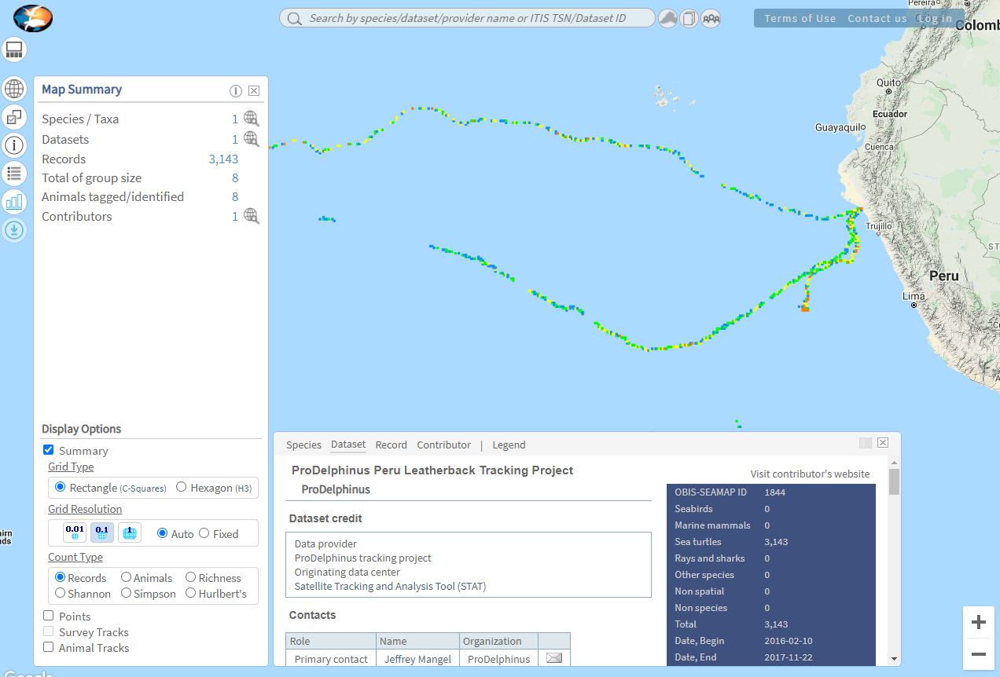 Search by species/dataset/provider name or ITIS TSN/Dataset ID
Terms of Use Contact us Log in
Pereira
Colomb
Map Summary
Species / Taxa 1
Datasets 1
Records 3,143
Total of group size 8
Animals tagged/identified 8
Contributors 1
Quito
Ecuador
Guayaquil
Cuenca
Trujillo
ST
Peru
Lima
Display Options
Summary
Grid Type
Rectangle (C-Squares) Hexagon (H3)
Grid Resolution
0.01 0.1 1 Auto Fixed
Count Type
Records Animals Richness
Shannon Simpson Hurlbert's
Points
Survey Tracks
Animal Tracks
Google
airn
nds
Species Dataset Record Contributor | Legend
ProDelphinus Peru Leatherback Tracking Project
ProDelphinus
Visit contributor's website
Dataset credit
Data provider
ProDelphinus tracking project
Originating data center
Satellite Tracking and Analysis Tool (STAT)
Contacts
Role Name Organization
Primary contact Jeffrey Mangel ProDelphinus
OBIS-SEAMAP ID 1844
Seabirds 0
Marine mammals 0
Sea turtles 3,143
Rays and sharks 0
Other species 0
Non spatial 0
Non species 0
Total 3,143
Date, Begin 2016-02-10
Date, End 2017-11-22